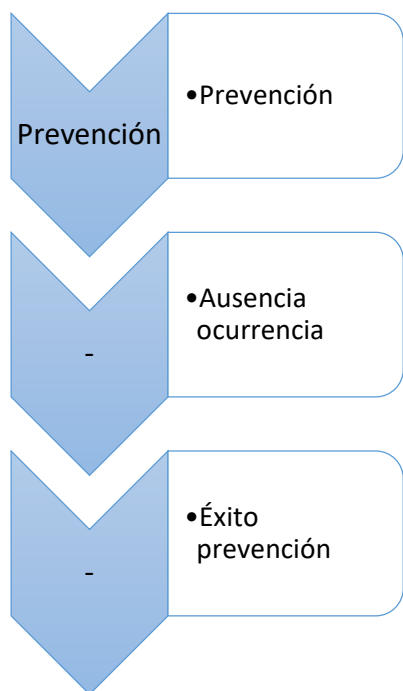 Prevención
•Prevención
-
•Ausencia
ocurrencia
-
•Éxito
prevención